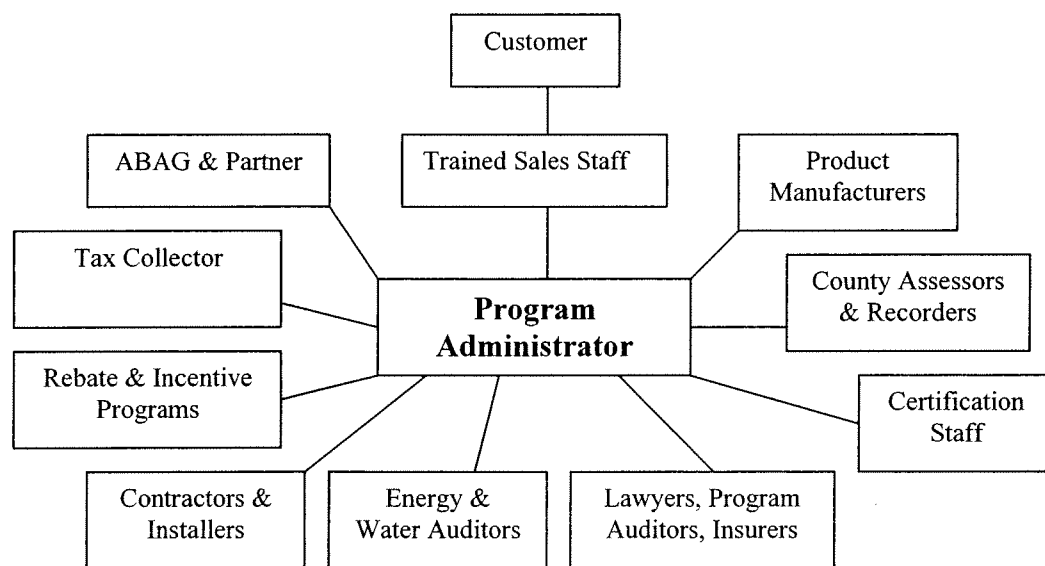 Customer
ABAG & Partner
Trained Sales Staff
Product
Manufacturers
Tax Collector
County Assessors
& Recorders
Program
Administrator
Rebate & Incentive
Programs
Certification
Staff
Contractors &
Installers
Energy &
Water Auditors
Lawyers, Program
Auditors, Insurers